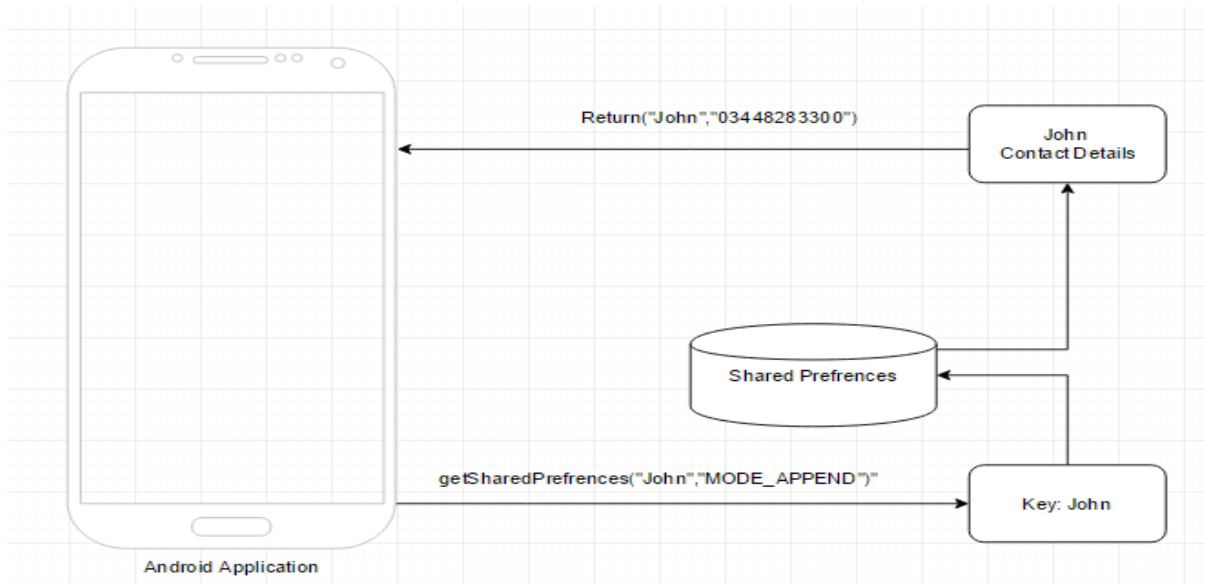 Return("John","03448283300")
John
Contact Details
Shared Prefrences
getSharedPrefrences("John","MODE_APPEND")"
Key: John
Android Application